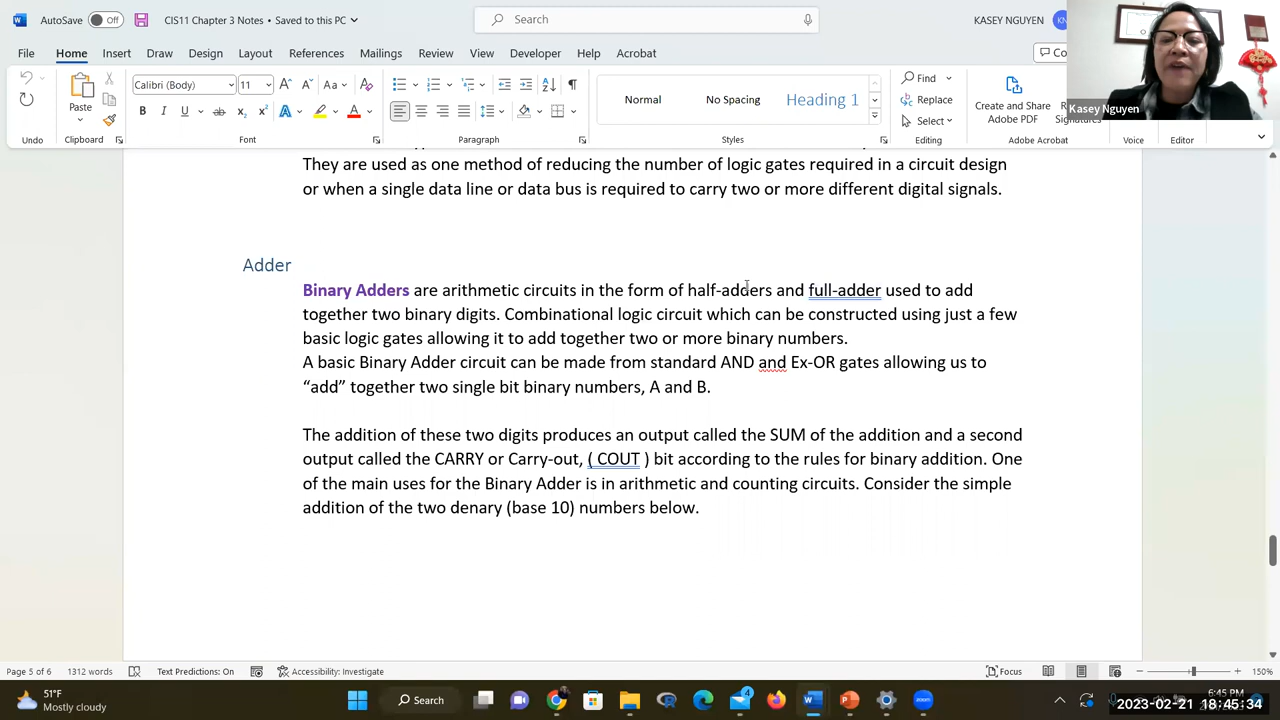 AutoSave Off CIS11 Chapter 3 Notes • Saved to this PC Search KASEY NGUYEN
File Home Insert Draw Design Layout References Mailings Review View Developer Help Acrobat
Paste
Calibri (Body) 11
Normal No Spacing Heading 1
Find
Replace
Select
Create and Share
Adobe PDF
Signatures
Kasey Nguyen
Undo Clipboard Font Paragraph Styles Editing Adobe Acrobat Voice Editor
They are used as one method of reducing the number of logic gates required in a circuit design
or when a single data line or data bus is required to carry two or more different digital signals.
Adder
Binary Adders are arithmetic circuits in the form of half-adders and full-adder used to add
together two binary digits. Combinational logic circuit which can be constructed using just a few
basic logic gates allowing it to add together two or more binary numbers.
A basic Binary Adder circuit can be made from standard AND and Ex-OR gates allowing us to
“add” together two single bit binary numbers, A and B.
The addition of these two digits produces an output called the SUM of the addition and a second
output called the CARRY or Carry-out, ( COUT ) bit according to the rules for binary addition. One
of the main uses for the Binary Adder is in arithmetic and counting circuits. Consider the simple
addition of the two denary (base 10) numbers below.
Page 5 of 6 1312 words Text Predictions: On Accessibility: Investigate Focus 150%
51°F
Mostly cloudy
Search
4
6:45 PM
2023-02-21 18:45:34